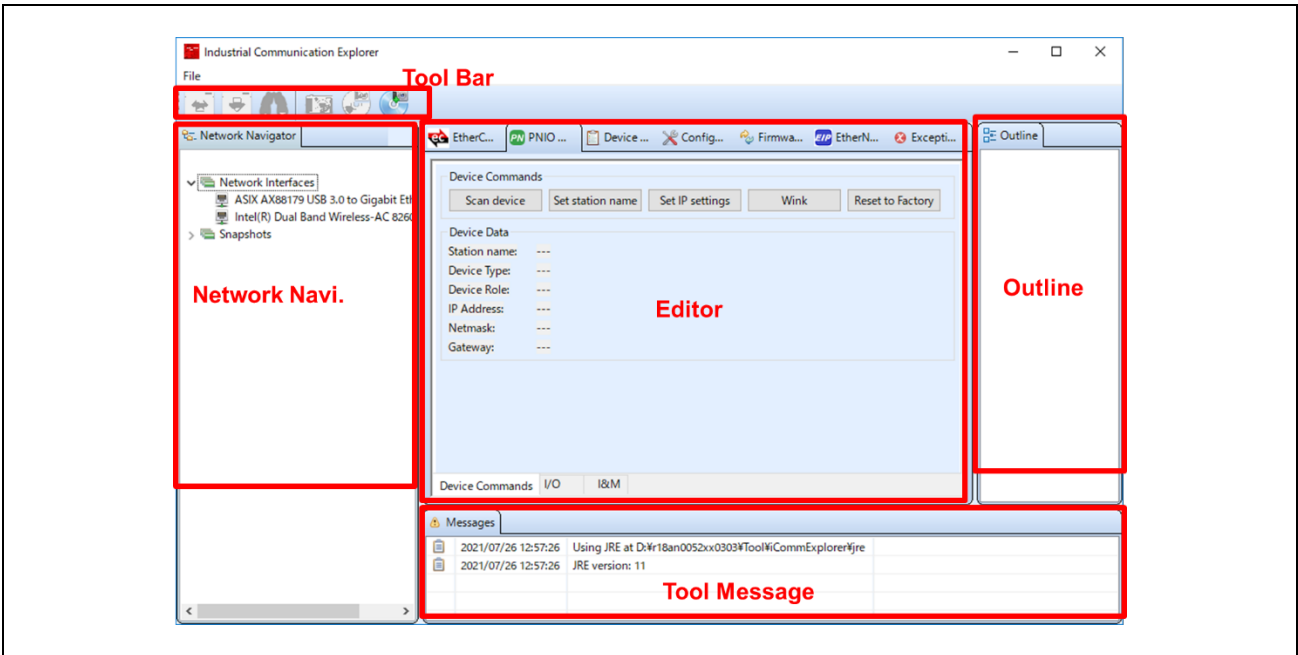 Industrial Communication Explorer
File
Tool Bar
Network Navigator
Network Interfaces
ASIX AX88179 USB 3.0 to Gigabit Eth
Intel(R) Dual Band Wireless-AC 8260
Snapshots
Network Navi.
EtherC... PN PNIO ... Device ... Config... Firmwa... EIP EtherN... Excepti...
Device Commands
Scan device Set station name Set IP settings Wink Reset to Factory
Device Data
Station name: ---
Device Type: ---
Device Role: ---
IP Address: ---
Netmask: ---
Gateway: ---
Editor
Device Commands I/O I&M
Outline
Outline
Messages
2021/07/26 12:57:26 Using JRE at D:¥r18an0052xx0303¥Tool¥iCommExplorer¥jre
2021/07/26 12:57:26 JRE version: 11
Tool Message